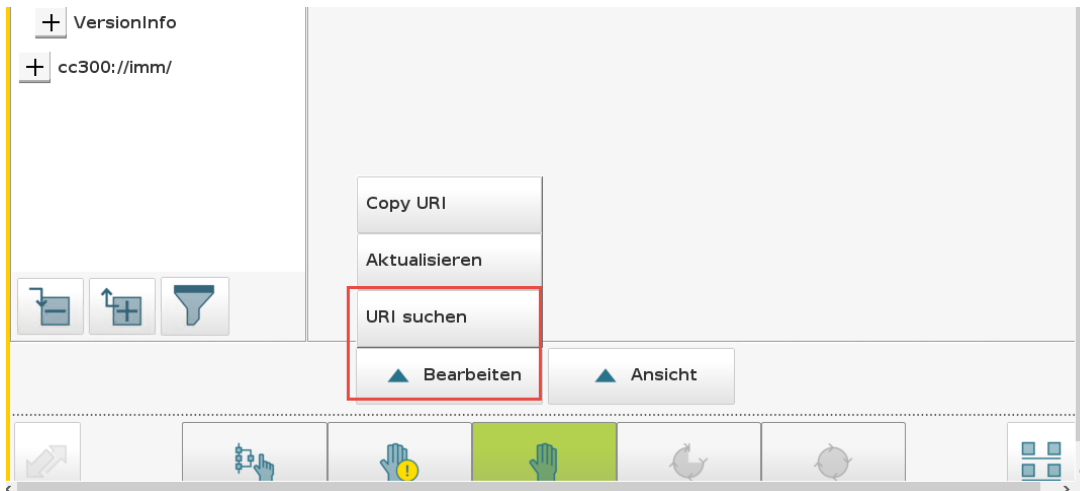 VersionInfo
cc300://imm/
Copy URI
Aktualisieren
URI suchen
Bearbeiten
Ansicht